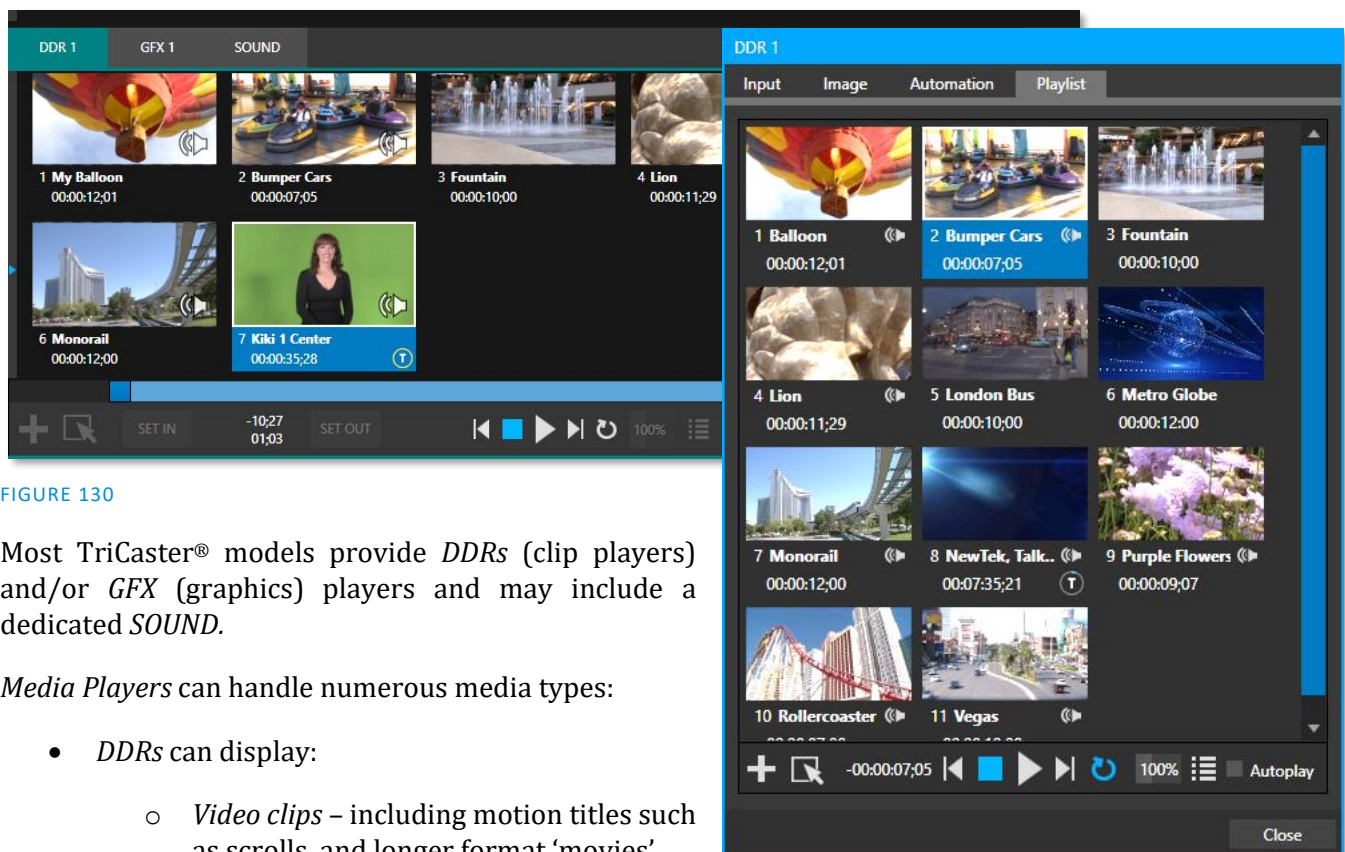 DDR 1 GFX 1 SOUND
1 My Balloon 2 Bumper Cars 3 Fountain 4 Lion
00:00:12;01 00:00:07;05 00:00:10;00 00:00:11;29
6 Monorail 7 Kiki 1 Center
00:00:12;00 00:00:35;28 T
SET IN -10;27 SET OUT 100%
01;03
FIGURE 130
Most TriCaster® models provide DDRs (clip players)
and/or GFX (graphics) players and may include a
dedicated SOUND.
Media Players can handle numerous media types:
• DDRs can display:
o Video clips – including motion titles such
as scrolls, and longer format ‘movies’
DDR 1
Input Image Automation Playlist
1 Balloon 2 Bumper Cars 3 Fountain
00:00:12;01 00:00:07;05 00:00:10;00
4 Lion 5 London Bus 6 Metro Globe
00:00:11;29 00:00:10;00 00:00:12:00
7 Monorail 8 NewTek, Talk.. 9 Purple Flowers
00:00:12;00 00:07:35;21 T 00:00:09;07
10 Rollercoaster 11 Vegas
-00:00:07;05 100% Autoplay
Close